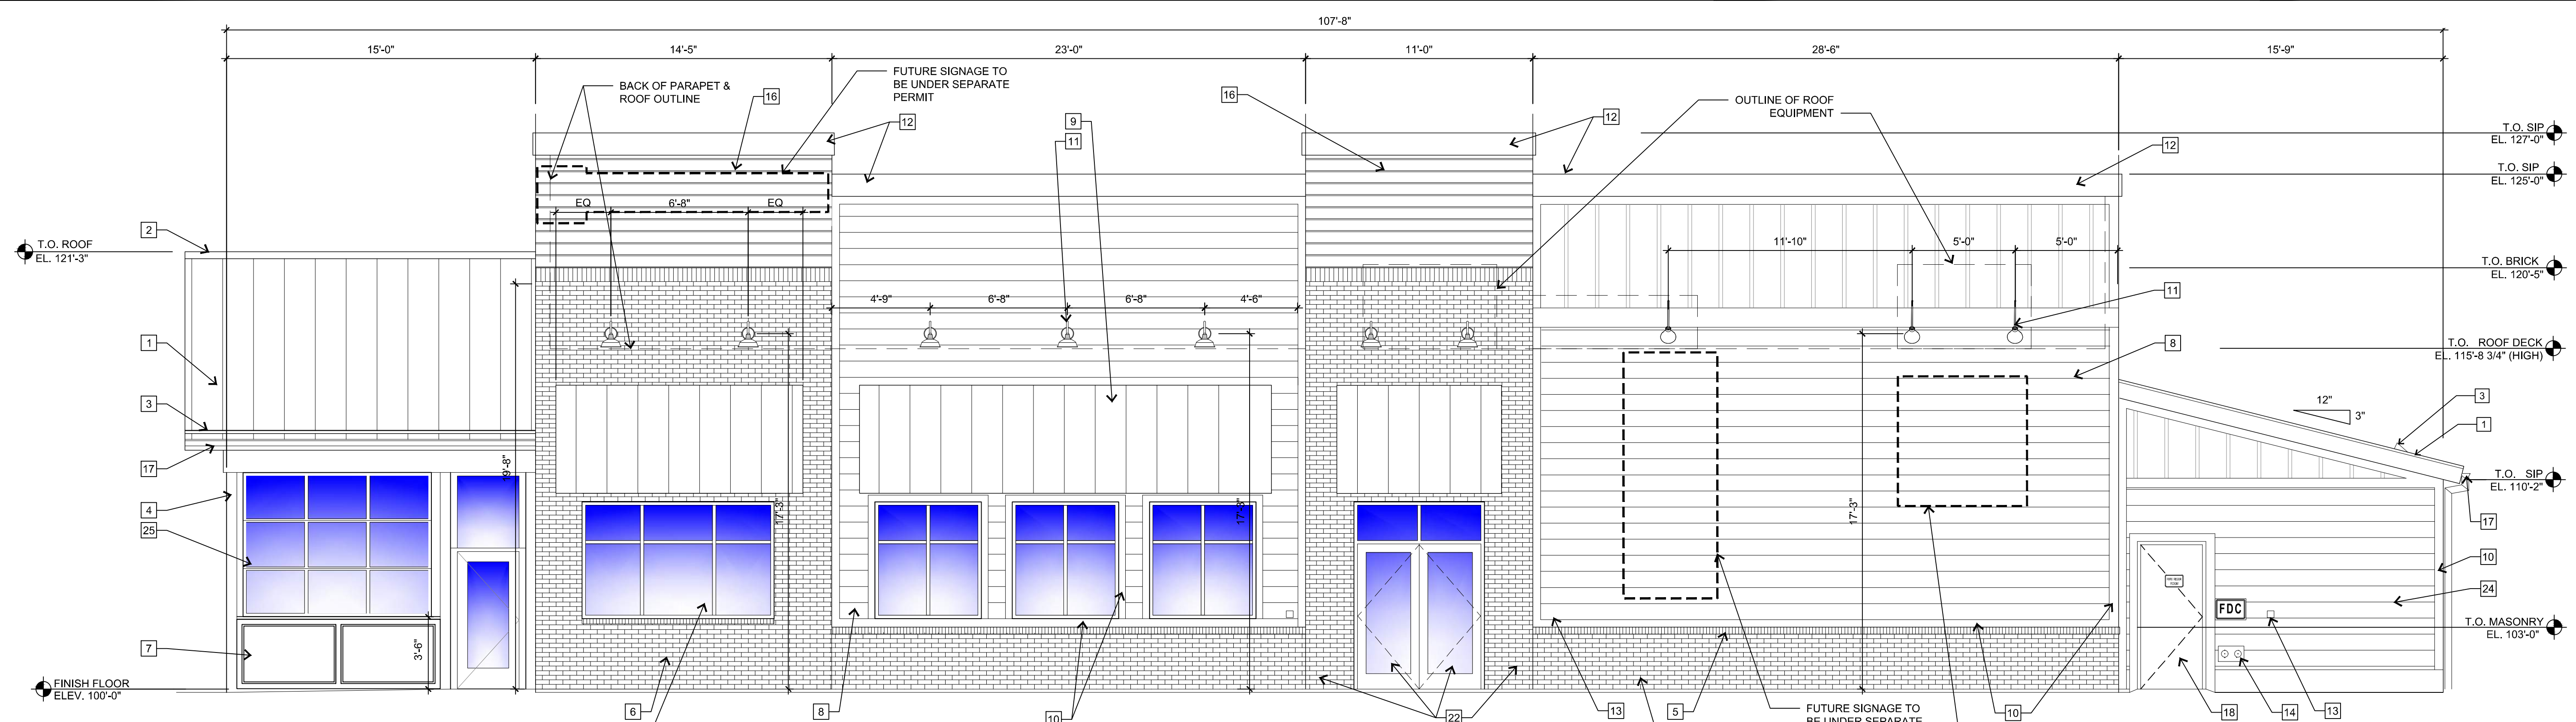 107'-8"
15'-0"
14'-5"
23'-0"
11'-0"
28'-6"
15'-9"
BACK OF PARAPET &
ROOF OUTLINE
16
FUTURE SIGNAGE TO
BE UNDER SEPARATE
PERMIT
12
9
11
16
12
OUTLINE OF ROOF
EQUIPMENT
12
T.O. SIP
EL. 127'-0"
T.O. SIP
EL. 125'-0"
EQ
6'-8"
EQ
2
T.O. ROOF
EL. 121'-3"
11'-10"
5'-0"
5'-0"
T.O. BRICK
EL. 120'-5"
11
4'-9"
6'-8"
6'-8"
4'-6"
1
8
T.O. ROOF DECK
EL. 115'-8 3/4" (HIGH)
3
12"
3"
3
1
17
19'-8"
17'-3"
17'-3"
17'-3"
T.O. SIP
EL. 110'-2"
4
25
17
10
24
FDC
7
3'-6"
T.O. MASONRY
EL. 103'-0"
FINISH FLOOR
ELEV. 100'-0"
6
8
10
22
13
5
FUTURE SIGNAGE TO
BE UNDER SEPARATE
10
18
14
13